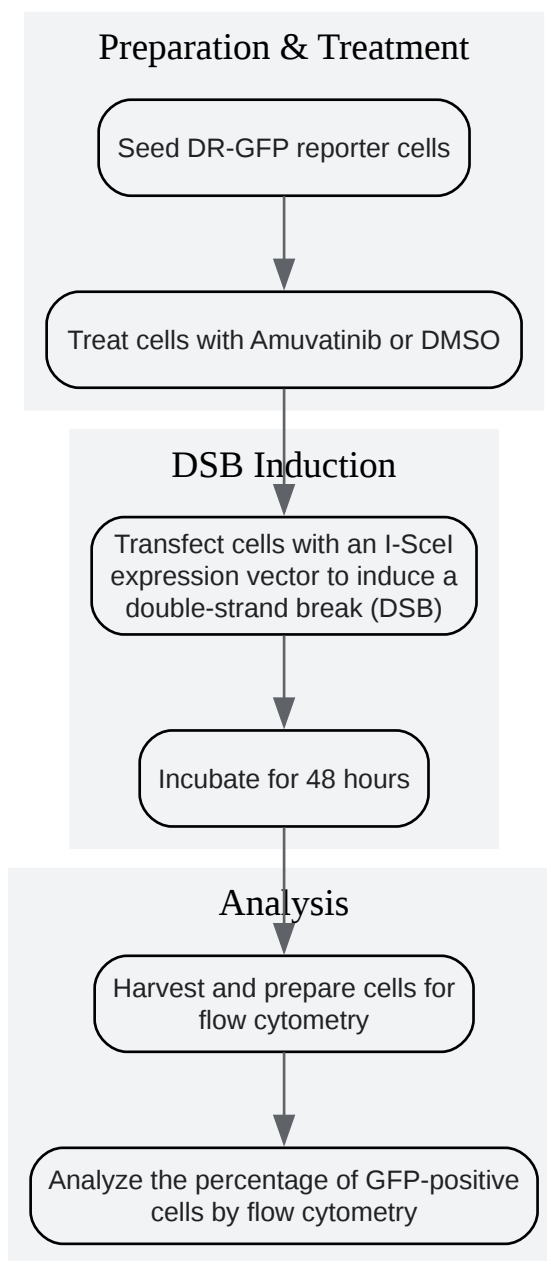 Preparation & Treatment
Seed DR-GFP reporter cells
Treat cells with Amuvatinib or DMSO
DSB Induction
Transfect cells with an I-SceI
expression vector to induce a
double-strand break (DSB)
Incubate for 48 hours
Analysis
Harvest and prepare cells for
flow cytometry
Analyze the percentage of GFP-positive
cells by flow cytometry